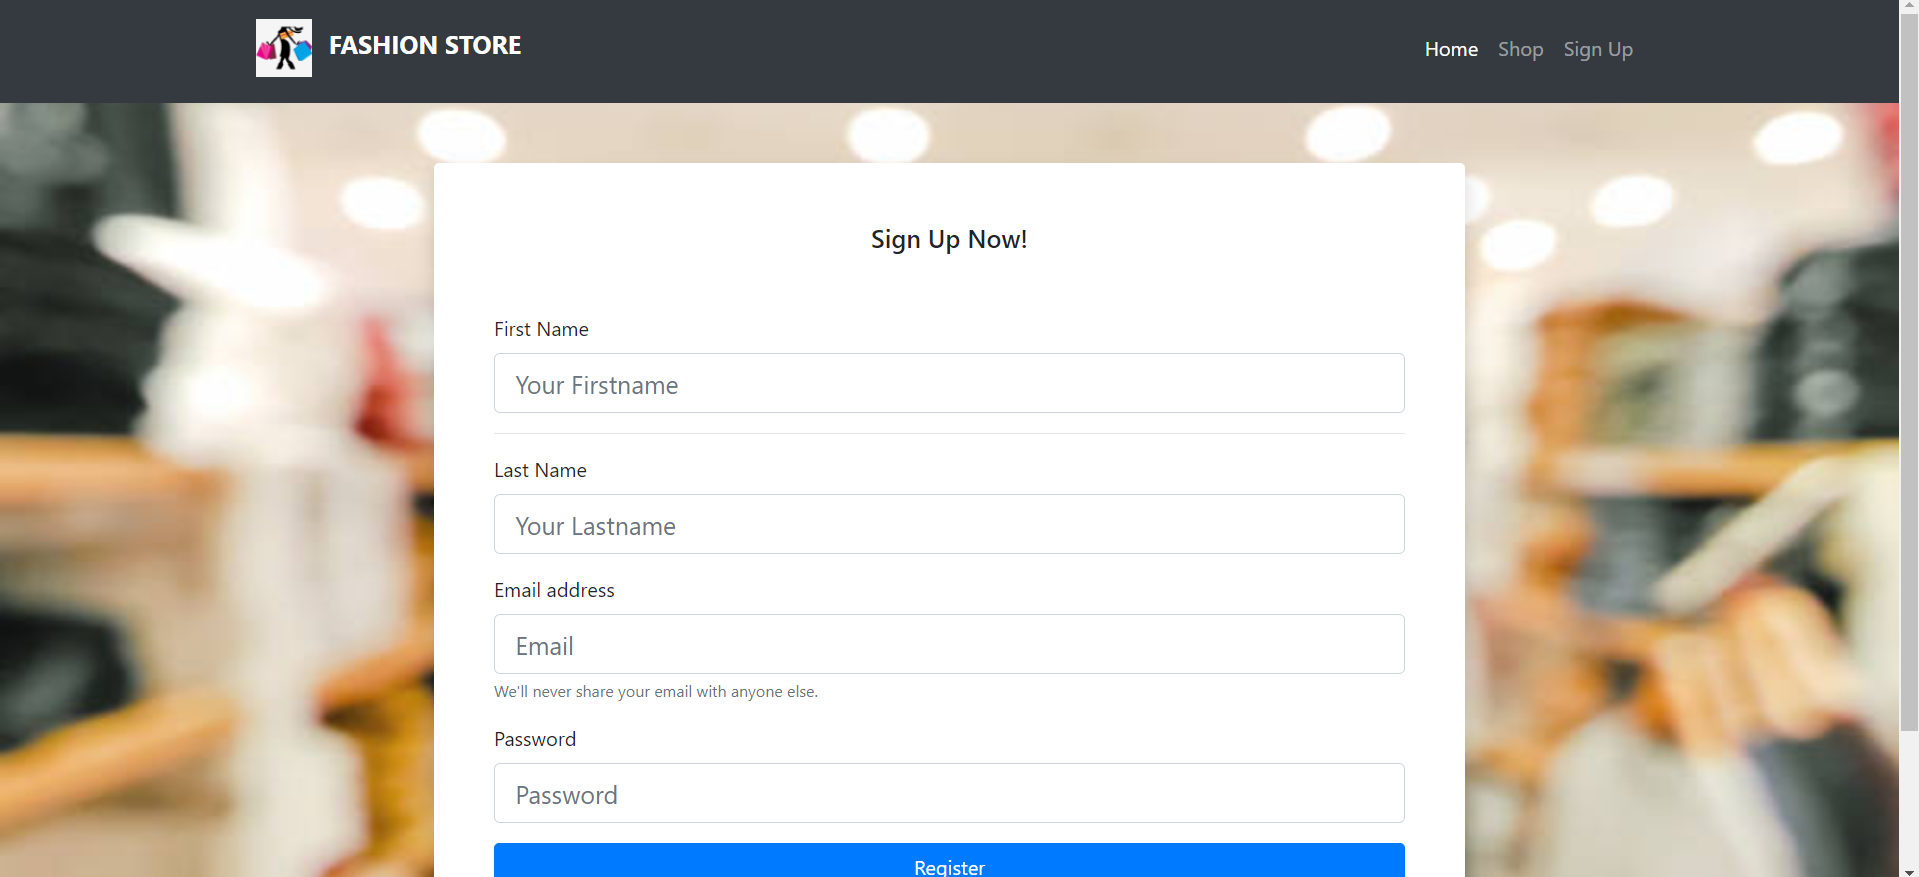 FASHION STORE
Home Shop Sign Up
Sign Up Now!
First Name
Your Firstname
Last Name
Your Lastname
Email address
Email
We'll never share your email with anyone else.
Password
Password
Register